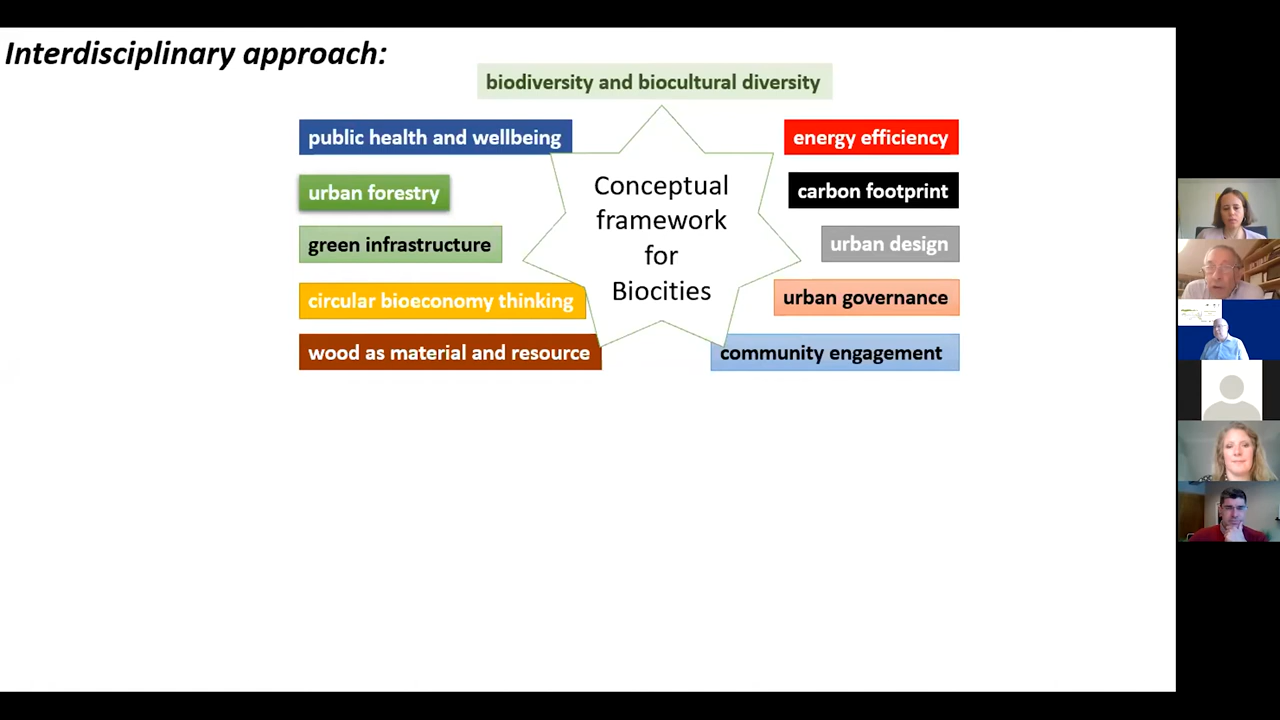 Interdisciplinary approach:
biodiversity and biocultural diversity
public health and wellbeing
urban forestry
green infrastructure
circular bioeconomy thinking
wood as material and resource
Conceptual
framework
for
Biocities
energy efficiency
carbon footprint
urban design
urban governance
community engagement